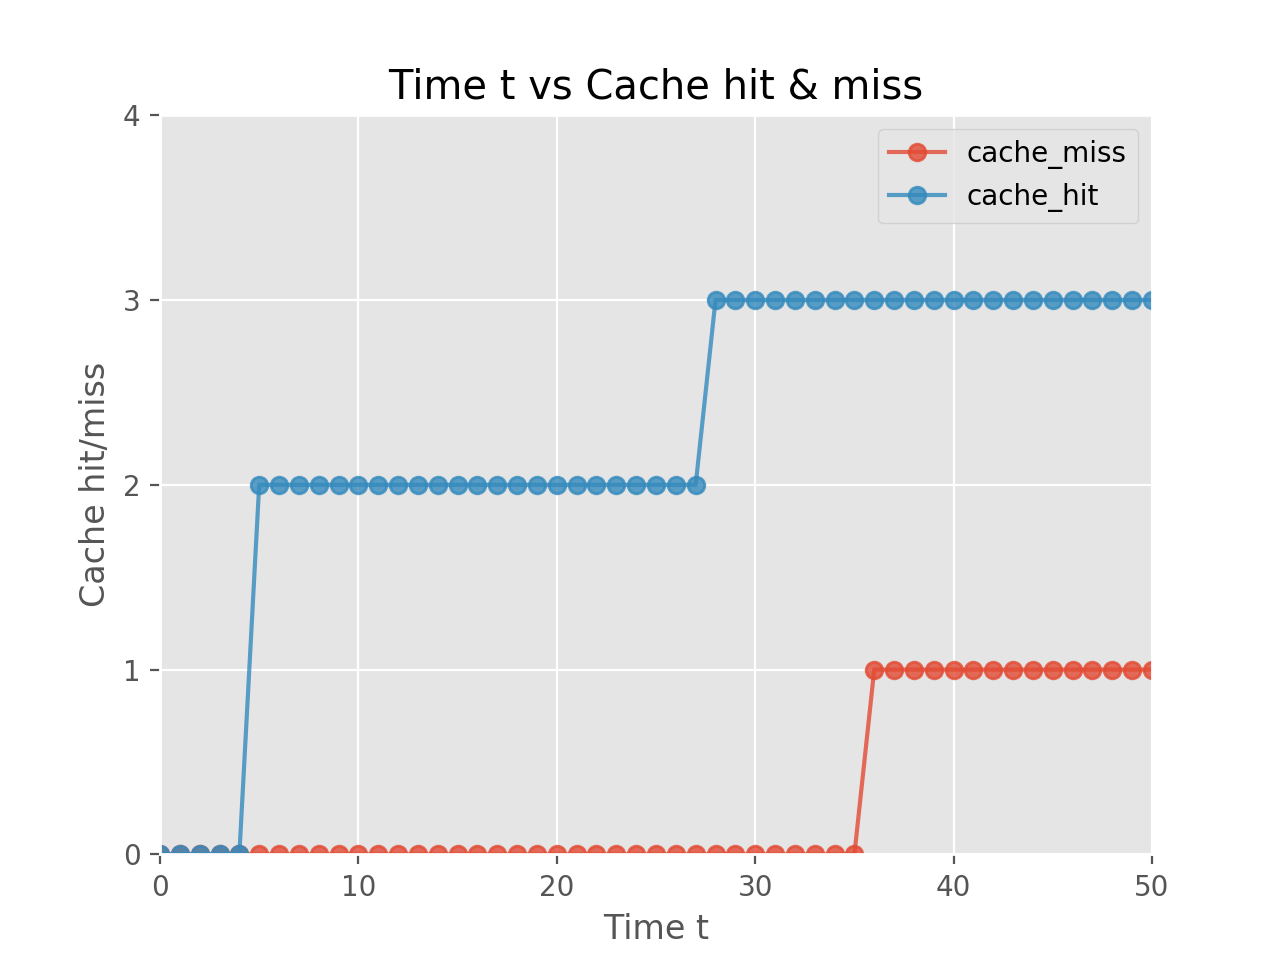 Time t vs Cache hit & miss
cache_miss
cache_hit
4
3
2
1
0
Cache hit/miss
0 10 20 30 40 50
Time t